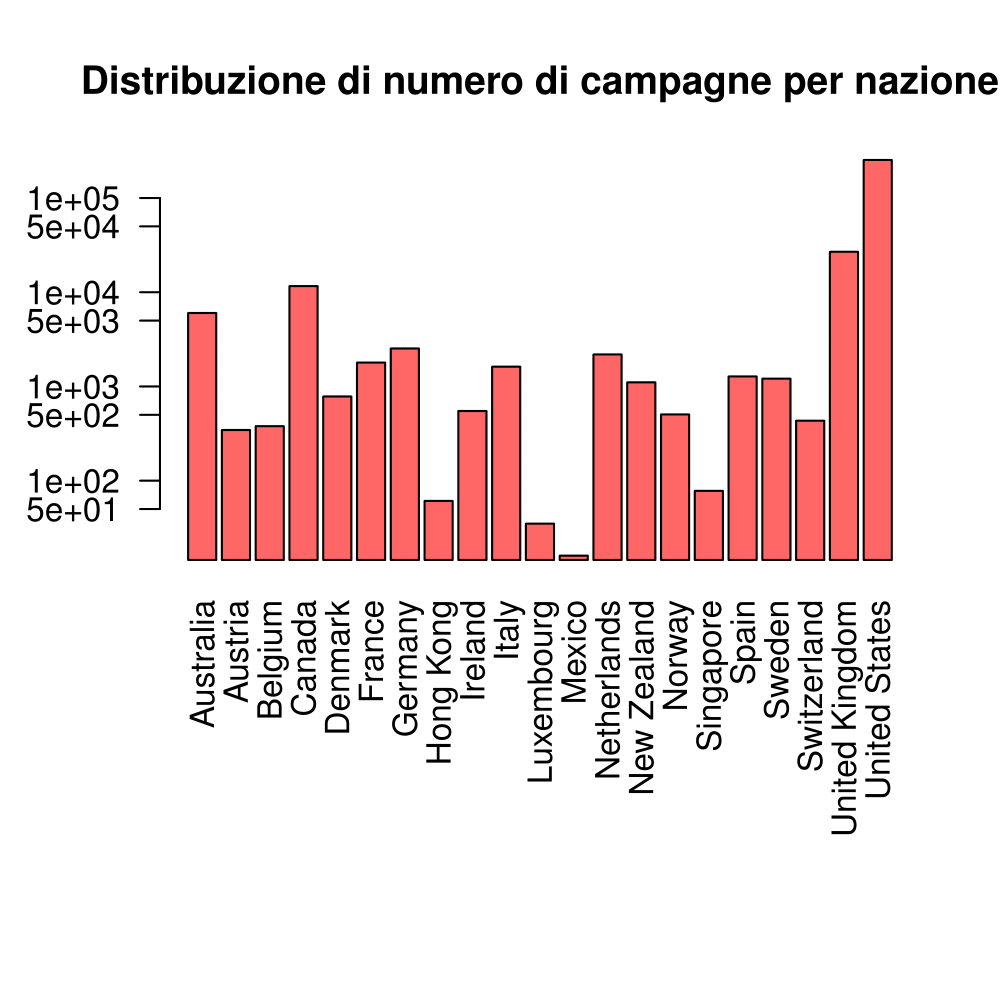 Distribuzione di numero di campagne per nazione
1e+05
5e+04
1e+04
5e+03
1e+03
5e+02
1e+02
5e+01
Australia
Austria
Belgium
Canada
Denmark
France
Germany
Hong Kong
Ireland
Italy
Luxembourg
Mexico
Netherlands
New Zealand
Norway
Singapore
Spain
Sweden
Switzerland
United Kingdom
United States